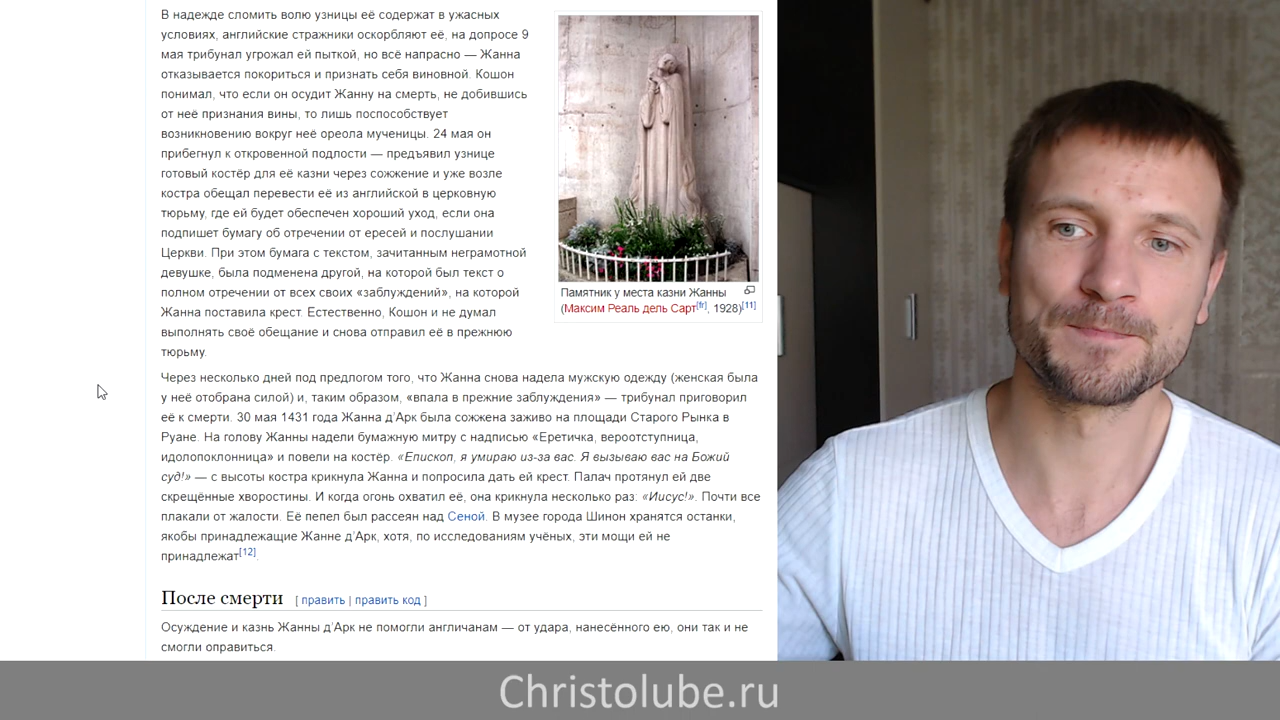 В надежде сломить волю узницы её содержат в ужасных
условиях, английские стражники оскорбляют её, на допросе 9
мая трибунал угрожал ей пыткой, но всё напрасно — Жанна
отказывается покориться и признать себя виновной. Кошон
понимал, что если он осудит Жанну на смерть, не добившись
от неё признания вины, то лишь поспособствует
возникновению вокруг неё ореола мученицы. 24 мая он
прибегнул к откровенной подлости — предъявил узнице
готовый костёр для её казни через сожжение и уже возле
костра обещал перевести её из английской в церковную
тюрьму, где ей будет обеспечен хороший уход, если она
подпишет бумагу об отречении от ересей и послушании
Церкви. При этом бумага с текстом, зачитанным неграмотной
девушке, была подменена другой, на которой был текст о
полном отречении от всех своих «заблуждений», на которой
Жанна поставила крест. Естественно, Кошон и не думал
выполнять своё обещание и снова отправил её в прежнюю
тюрьму.
Памятник у места казни Жанны
(Максим Реаль дель Сарт[fr], 1928)[11]
Через несколько дней под предлогом того, что Жанна снова надела мужскую одежду (женская была
у неё отобрана силой) и, таким образом, «впала в прежние заблуждения» — трибунал приговорил
её к смерти. 30 мая 1431 года Жанна д’Арк была сожжена заживо на площади Старого Рынка в
Руане. На голову Жанны надели бумажную митру с надписью «Еретичка, вероотступница,
идолопоклонница» и повели на костёр. «Епископ, я умираю из-за вас. Я вызываю вас на Божий
суд!» — с высоты костра крикнула Жанна и попросила дать ей крест. Палач протянул ей две
скрещённые хворостины. И когда огонь охватил её, она крикнула несколько раз: «Иисус!». Почти все
плакали от жалости. Её пепел был рассеян над Сеной. В музее города Шинон хранятся останки,
якобы принадлежащие Жанне д’Арк, хотя, по исследованиям учёных, эти мощи ей не
принадлежат[12].
После смерти [ править | править код ]
Осуждение и казнь Жанны д’Арк не помогли англичанам — от удара, нанесённого ею, они так и не
смогли оправиться.
Christolube.ru